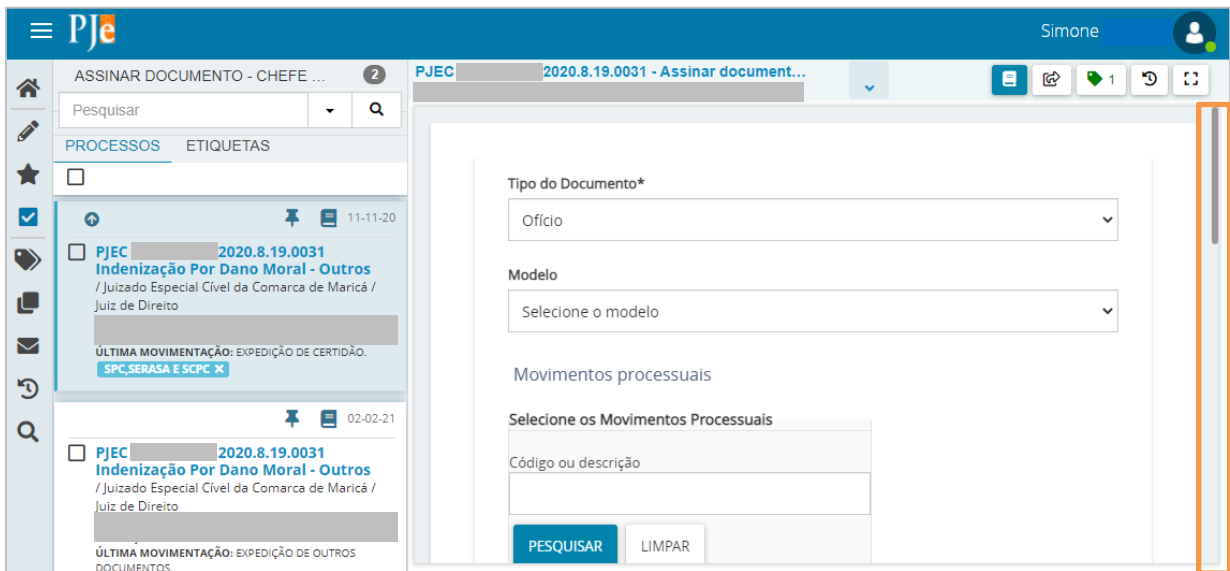 PJe
Simone
ASSINAR DOCUMENTO - CHEFE ...
2
Pesquisar
PROCESSOS ETIQUETAS
11-11-20
PJEC 2020.8.19.0031
Indenização Por Dano Moral - Outros
/ Juizado Especial Cível da Comarca de Maricá /
Juiz de Direito
ÚLTIMA MOVIMENTAÇÃO: EXPEDIÇÃO DE CERTIDÃO.
SPC,SERASA E SCPC X
02-02-21
PJEC 2020.8.19.0031
Indenização Por Dano Moral - Outros
/ Juizado Especial Cível da Comarca de Maricá /
Juiz de Direito
ÚLTIMA MOVIMENTAÇÃO: EXPEDIÇÃO DE OUTROS
DOCUMENTOS.
PJEC 2020.8.19.0031 - Assinar document...
1
Tipo do Documento*
Ofício
Modelo
Selecione o modelo
Movimentos processuais
Selecione os Movimentos Processuais
Código ou descrição
PESQUISAR LIMPAR